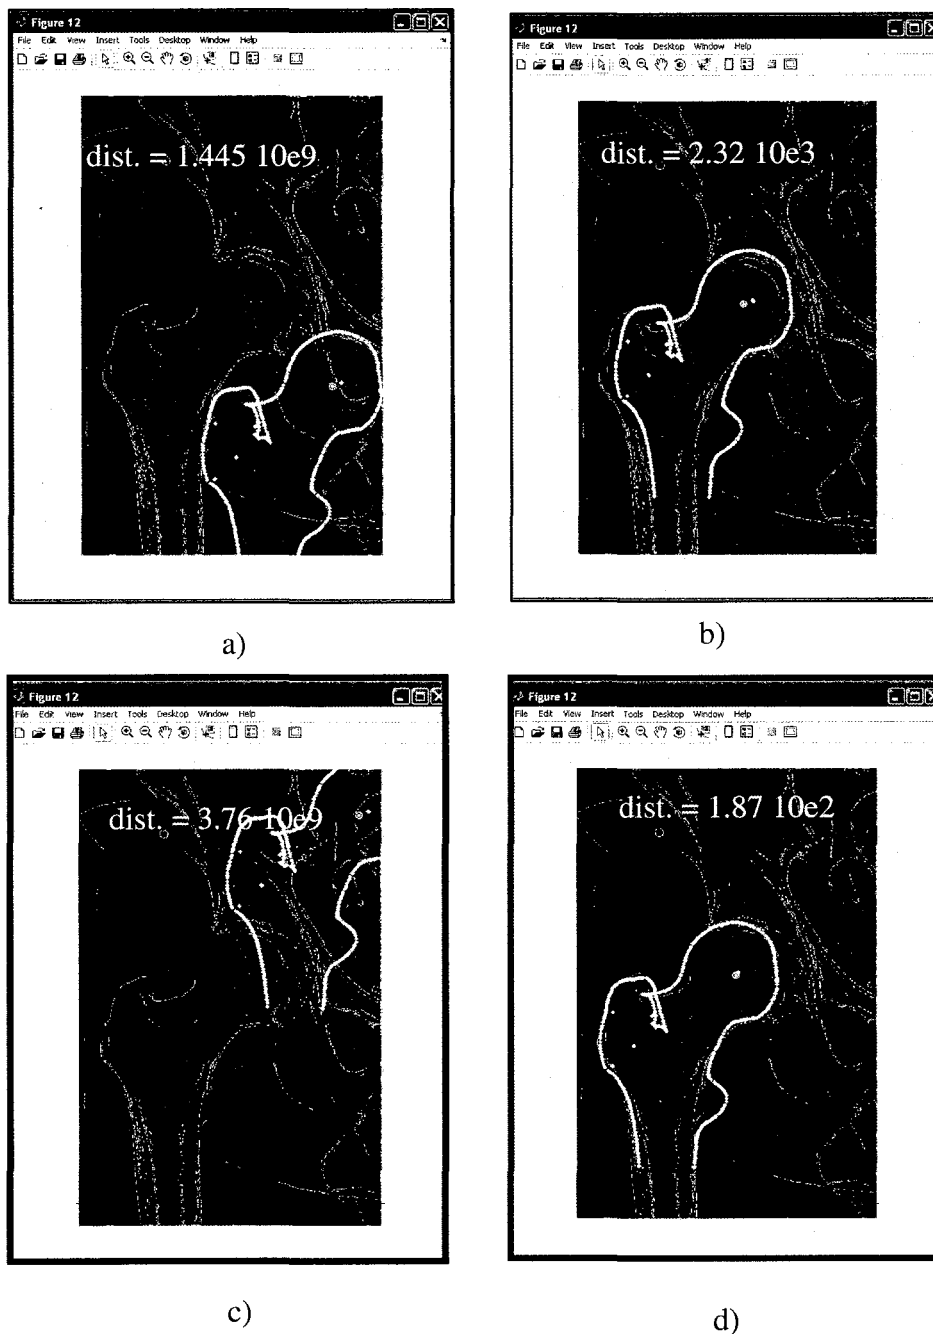 Figure 12
File Edit View Insert Tools Desktop Window Help
dist. = 1.445 10e9
a)
Figure 12
File Edit View Insert Tools Desktop Window Help
dist. = 2.32 10e3
b)
Figure 12
File Edit View Insert Tools Desktop Window Help
dist. = 3.76 10e9
c)
Figure 12
File Edit View Insert Tools Desktop Window Help
dist. = 1.87 10e2
d)